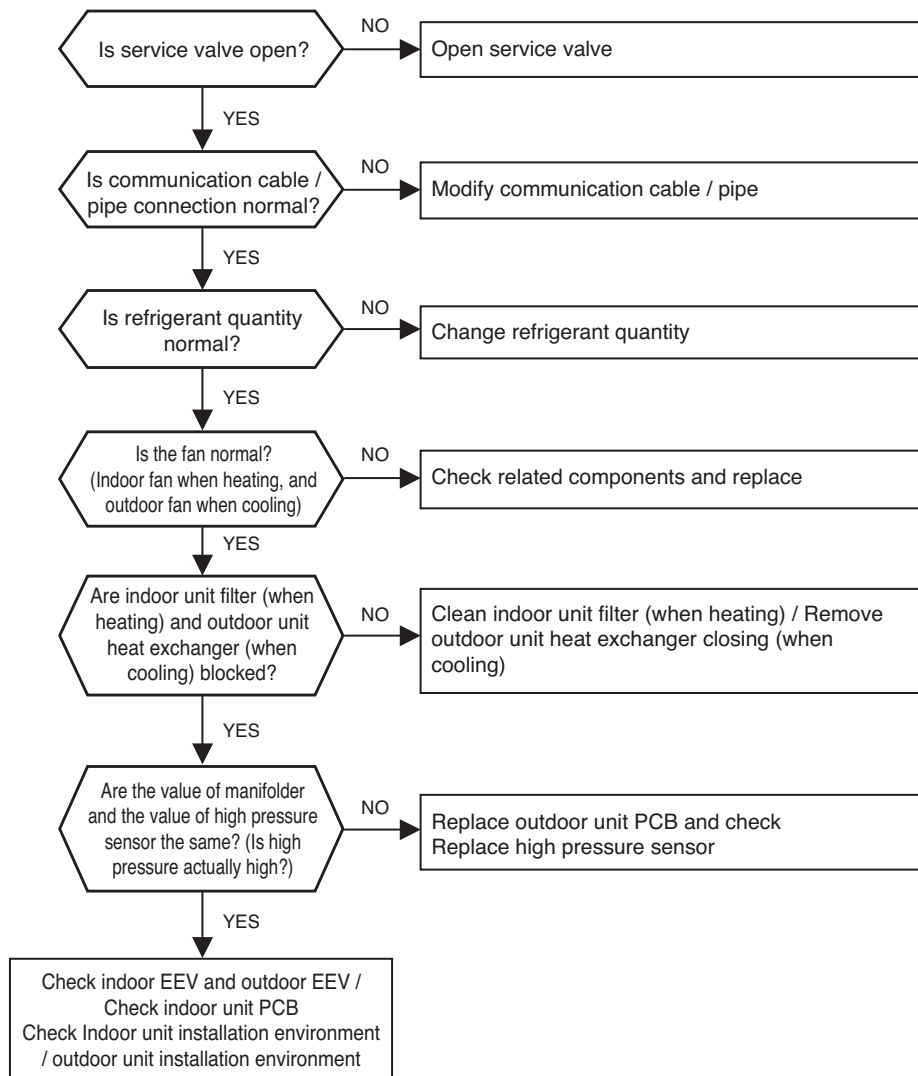 Is service valve open?
NO
Open service valve
YES
Is communication cable /
pipe connection normal?
NO
Modify communication cable / pipe
YES
Is refrigerant quantity
normal?
NO
Change refrigerant quantity
YES
Is the fan normal?
(Indoor fan when heating, and
outdoor fan when cooling)
NO
Check related components and replace
YES
Are indoor unit filter (when
heating) and outdoor unit
heat exchanger (when
cooling) blocked?
NO
Clean indoor unit filter (when heating) / Remove
outdoor unit heat exchanger closing (when
cooling)
YES
Are the value of manifolder
and the value of high pressure
sensor the same? (Is high
pressure actually high?)
NO
Replace outdoor unit PCB and check
Replace high pressure sensor
YES
Check indoor EEV and outdoor EEV /
Check indoor unit PCB
Check Indoor unit installation environment
/ outdoor unit installation environment